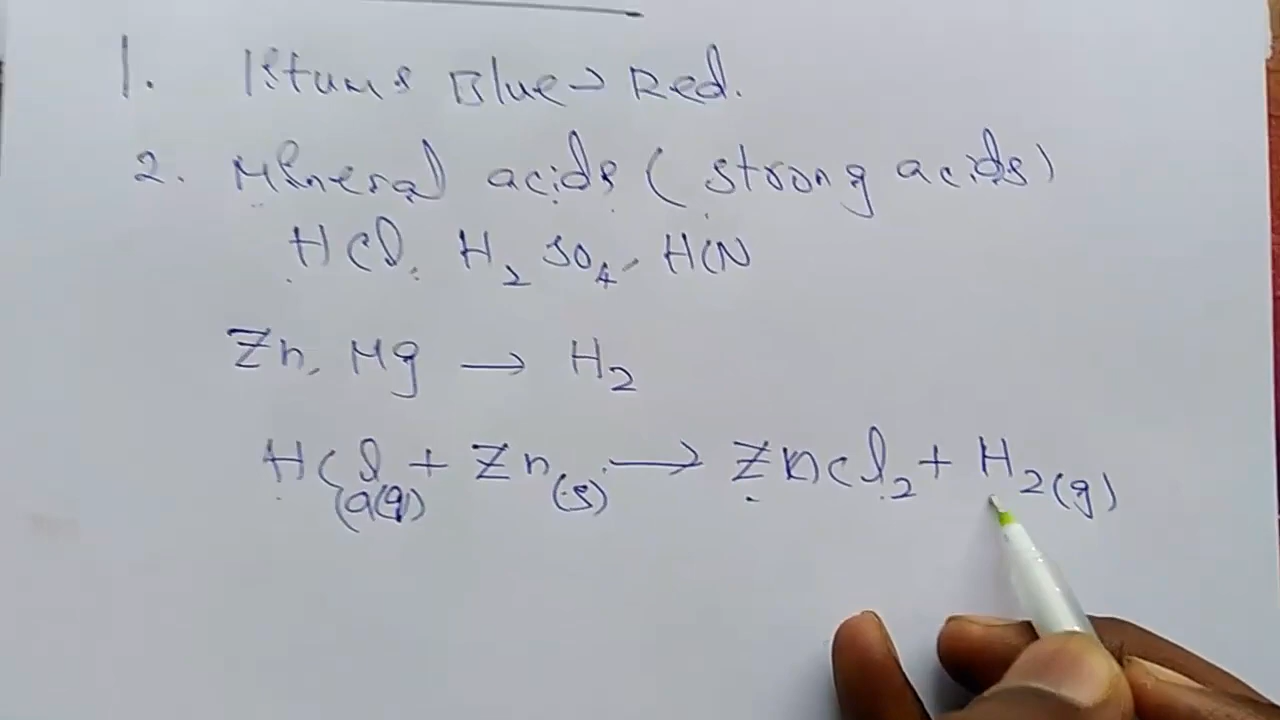 1. litums Blue → Red.
2. Mineral acids (strong acids)
HCl, H₂SO₄, HCN
Zn, Mg → H₂
HCl(aq) + Zn(s) → ZnCl₂ + H₂(g)